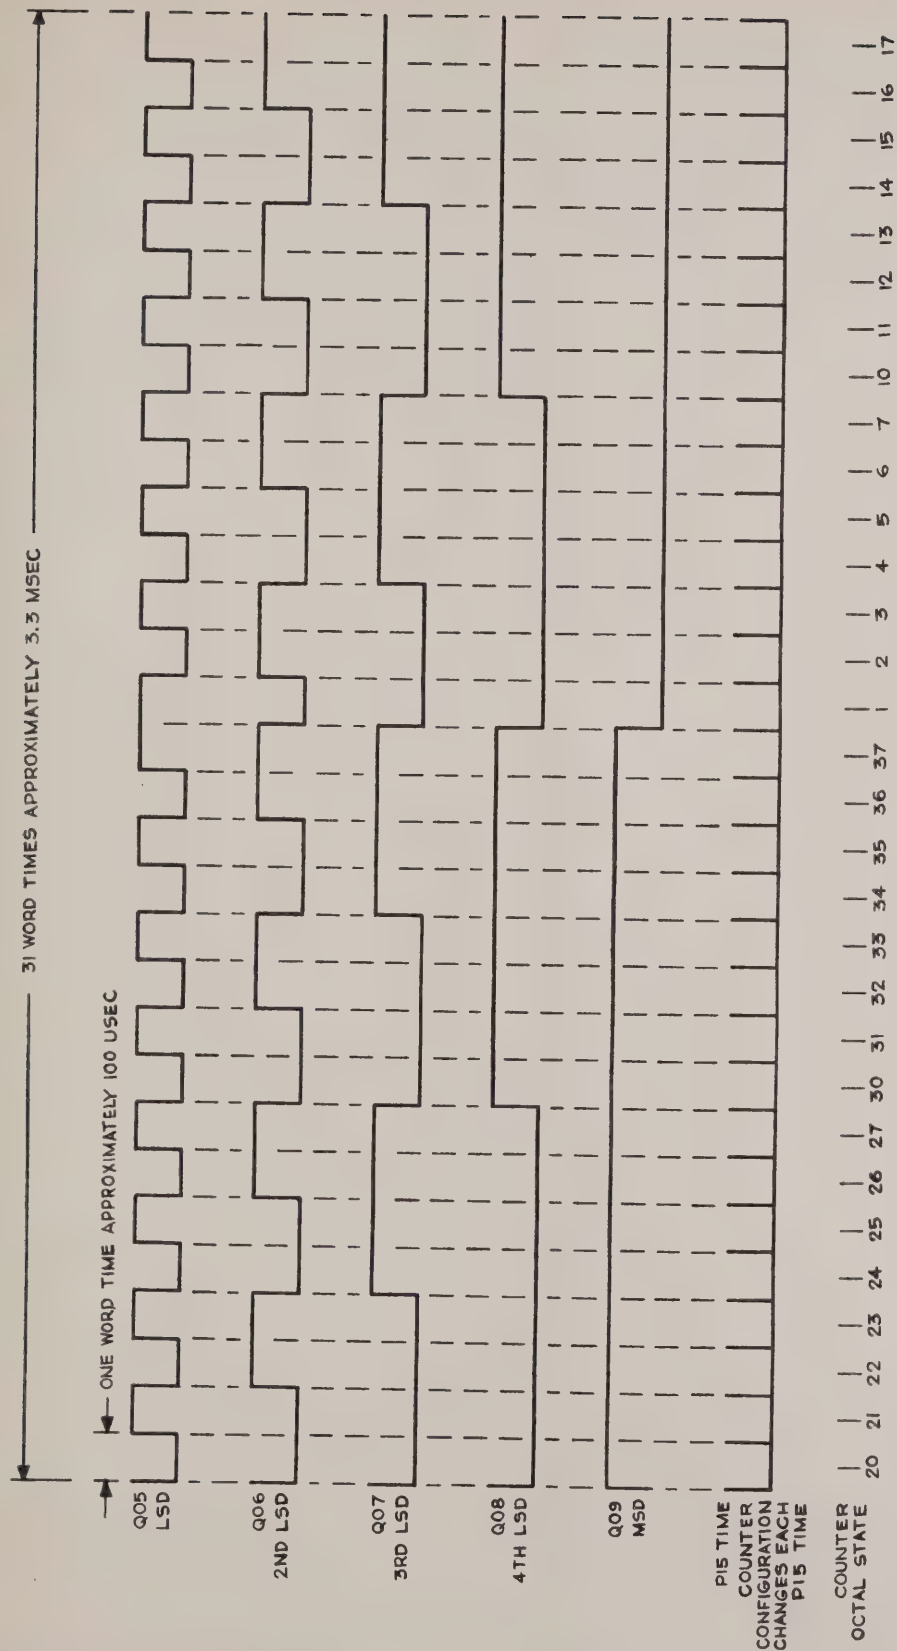 31 WORD TIMES APPROXIMATELY 3.3 MSEC
ONE WORD TIME APPROXIMATELY 100 USEC
Q05
LSD
Q06
2ND LSD
Q07
3RD LSD
Q08
4TH LSD
Q09
MSD
P15 TIME
COUNTER
CONFIGURATION
CHANGES EACH
P15 TIME
COUNTER
OCTAL STATE
20 21 22 23 24 25 26 27 30 31 32 33 34 35 36 37 1 2 3 4 5 6 7 10 11 12 13 14 15 16 17